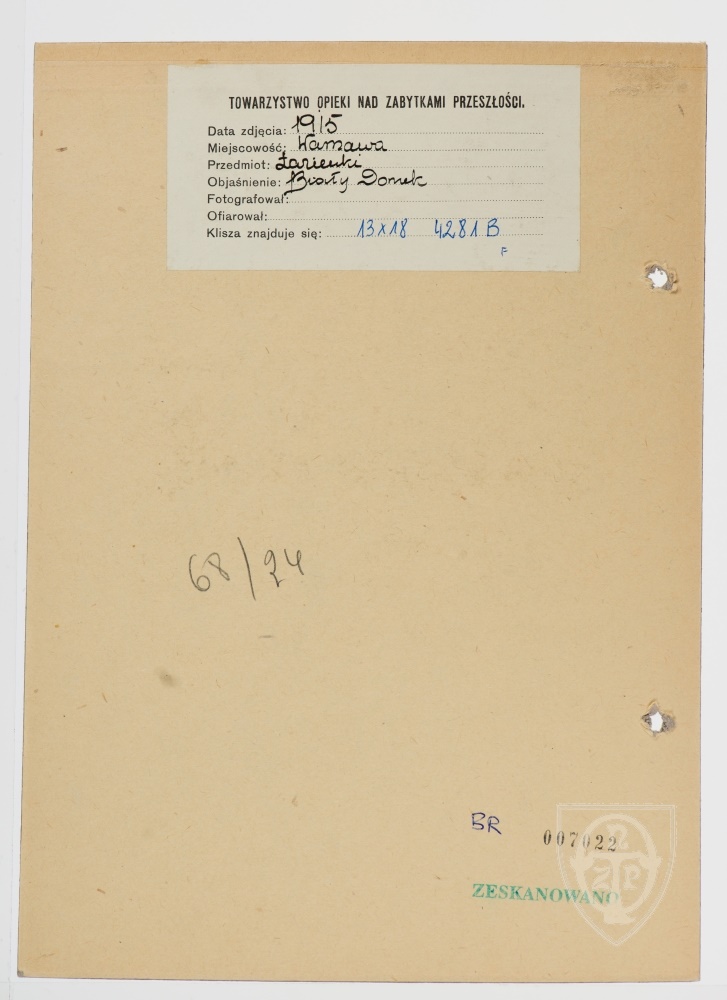 TOWARZYSTWO OPIEKI NAD ZABYTKAMI PRZESZŁOŚCI.
Data zdjęcia: 1915
Miejscowość: Warszawa
Przedmiot: Łazienki
Objaśnienie: Biały Domek
Fotografował:
Ofiarował:
Klisza znajduje się: 13x18 4281 B
F
68/24
BR 007022
ZESKANOWANO